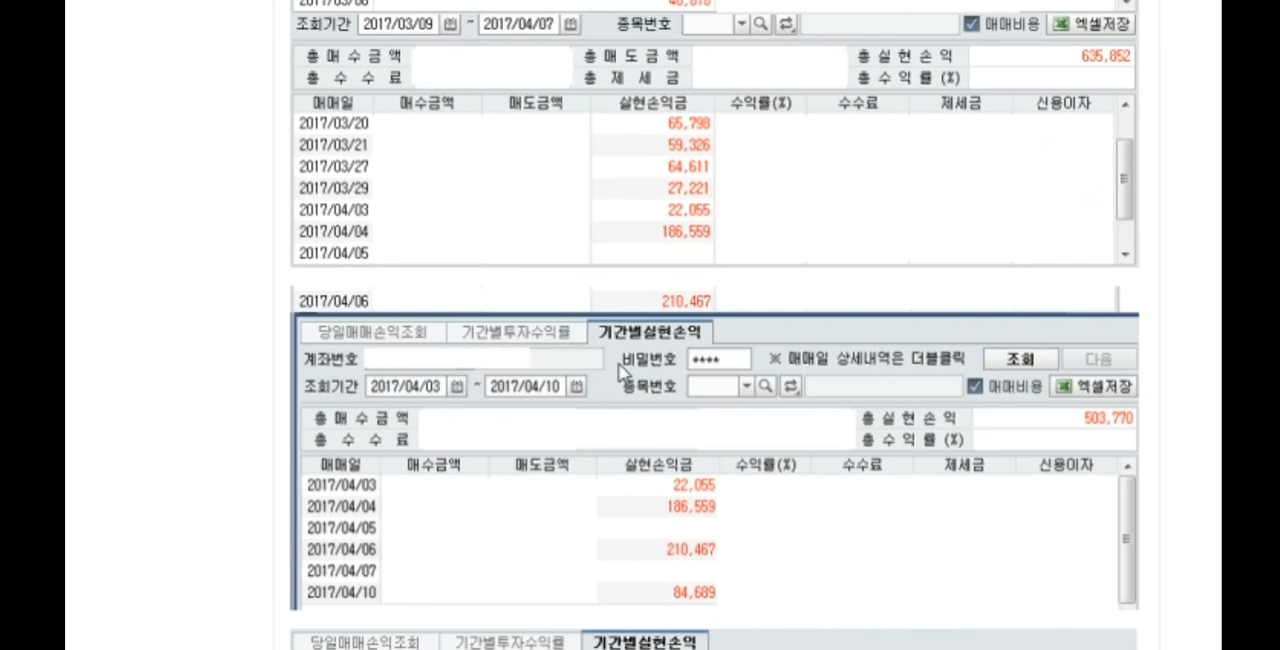 조회기간 2017/03/09 ~ 2017/04/07 종목번호 매매비용 엑셀저장
총 매 수 금 액 총 매 도 금 액 총 실 현 손 익 635,852
총 수 수 료 총 제 세 금 총 수 익 률 (%)
매매일 매수금액 매도금액 실현손익금 수익률(%) 수수료 제세금 신용이자
2017/03/20 65,798
2017/03/21 59,326
2017/03/27 64,611
2017/03/29 27,221
2017/04/03 22,055
2017/04/04 186,559
2017/04/05
2017/04/06 210,467
당일매매손익조회 기간별투자수익률 기간별실현손익
계좌번호 비밀번호 **** ※ 매매일 상세내역은 더블클릭 조회 다음
조회기간 2017/04/03 ~ 2017/04/10 종목번호 매매비용 엑셀저장
총 매 수 금 액 총 실 현 손 익 503,770
총 수 수 료 총 수 익 률 (%)
매매일 매수금액 매도금액 실현손익금 수익률(%) 수수료 제세금 신용이자
2017/04/03 22,055
2017/04/04 186,559
2017/04/05
2017/04/06 210,467
2017/04/07
2017/04/10 84,689
당일매매손익조회 기간별투자수익률 기간별실현손익